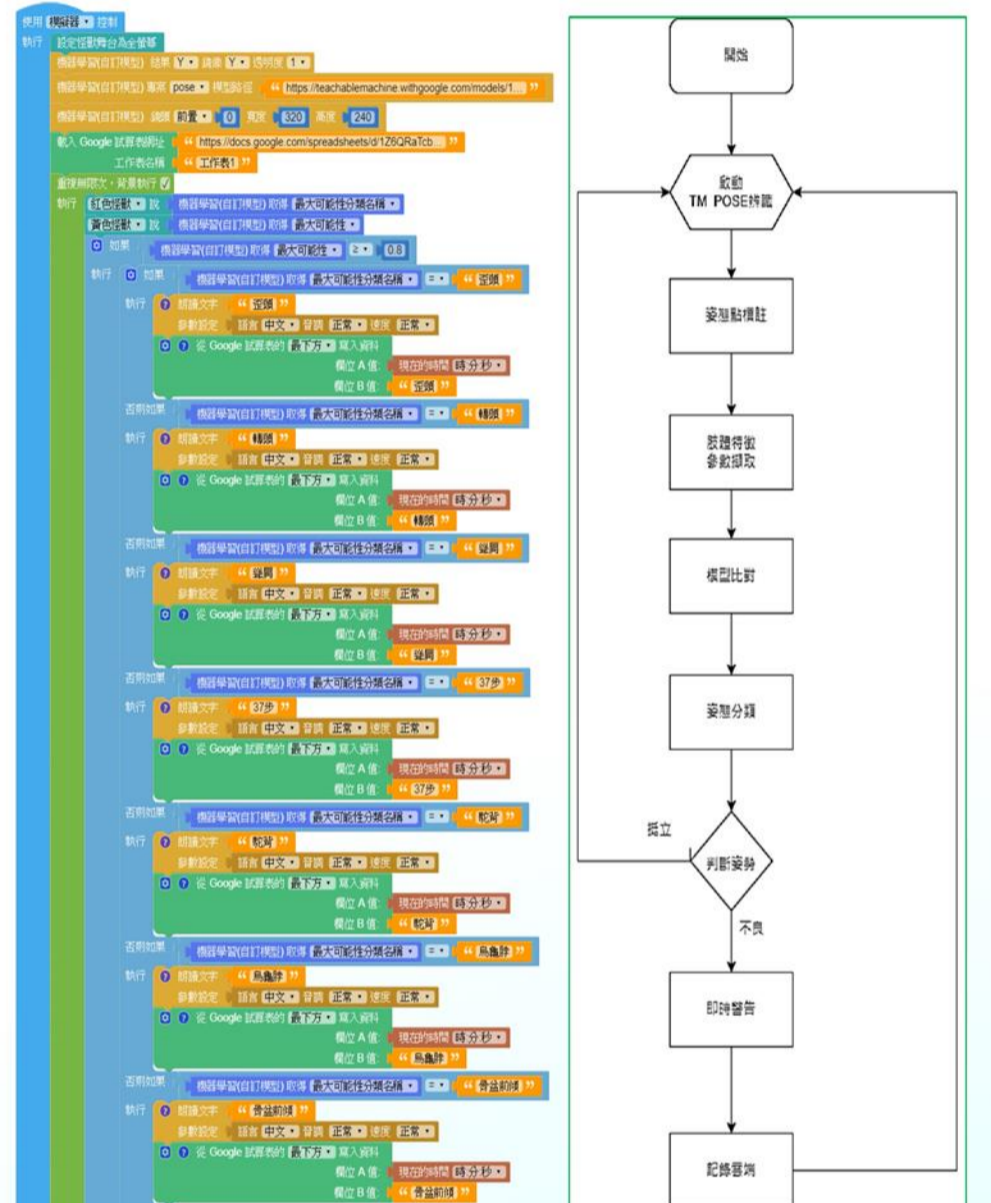 使用 模擬器 控制
執行 設定怪獸舞台為全螢幕
機器學習(自訂模型) 結果 Y 鏡像 Y 透明度 1
機器學習(自訂模型) 專案 pose 模型路徑 “ https://teachablemachine.withgoogle.com/models/1... ”
機器學習(自訂模型) 鏡頭 前置 0 寬度 320 高度 240
載入 Google 試算表網址 “ https://docs.google.com/spreadsheets/d/1Z6QRaTcb... ”
工作表名稱 “ 工作表1 ”
重複無限次,背景執行
執行 紅色怪獸 說 機器學習(自訂模型) 取得 最大可能性分類名稱
黃色怪獸 說 機器學習(自訂模型) 取得 最大可能性
如果 機器學習(自訂模型) 取得 最大可能性 ≥ 0.8
執行 如果 機器學習(自訂模型) 取得 最大可能性分類名稱 = “ 歪頭 ”
執行 朗讀文字 “ 歪頭 ”
參數設定 語言 中文 音調 正常 速度 正常
從 Google 試算表的 最下方 寫入資料
欄位 A 值: 現在的時間 時:分:秒
欄位 B 值: “ 歪頭 ”
否則如果 機器學習(自訂模型) 取得 最大可能性分類名稱 = “ 轉頭 ”
執行 朗讀文字 “ 轉頭 ”
參數設定 語言 中文 音調 正常 速度 正常
從 Google 試算表的 最下方 寫入資料
欄位 A 值: 現在的時間 時:分:秒
欄位 B 值: “ 轉頭 ”
否則如果 機器學習(自訂模型) 取得 最大可能性分類名稱 = “ 聳肩 ”
執行 朗讀文字 “ 聳肩 ”
參數設定 語言 中文 音調 正常 速度 正常
從 Google 試算表的 最下方 寫入資料
欄位 A 值: 現在的時間 時:分:秒
欄位 B 值: “ 聳肩 ”
否則如果 機器學習(自訂模型) 取得 最大可能性分類名稱 = “ 37步 ”
執行 朗讀文字 “ 37步 ”
參數設定 語言 中文 音調 正常 速度 正常
從 Google 試算表的 最下方 寫入資料
欄位 A 值: 現在的時間 時:分:秒
欄位 B 值: “ 37步 ”
否則如果 機器學習(自訂模型) 取得 最大可能性分類名稱 = “ 駝背 ”
執行 朗讀文字 “ 駝背 ”
參數設定 語言 中文 音調 正常 速度 正常
從 Google 試算表的 最下方 寫入資料
欄位 A 值: 現在的時間 時:分:秒
欄位 B 值: “ 駝背 ”
否則如果 機器學習(自訂模型) 取得 最大可能性分類名稱 = “ 烏龜脖 ”
執行 朗讀文字 “ 烏龜脖 ”
參數設定 語言 中文 音調 正常 速度 正常
從 Google 試算表的 最下方 寫入資料
欄位 A 值: 現在的時間 時:分:秒
欄位 B 值: “ 烏龜脖 ”
否則如果 機器學習(自訂模型) 取得 最大可能性分類名稱 = “ 骨盆前傾 ”
執行 朗讀文字 “ 骨盆前傾 ”
參數設定 語言 中文 音調 正常 速度 正常
從 Google 試算表的 最下方 寫入資料
欄位 A 值: 現在的時間 時:分:秒
欄位 B 值: “ 骨盆前傾 ”
開始
啟動
TM POSE辨識
姿態點標註
肢體特徵
參數擷取
模型比對
姿態分類
挺立
判斷姿勢
不良
即時警告
記錄雲端